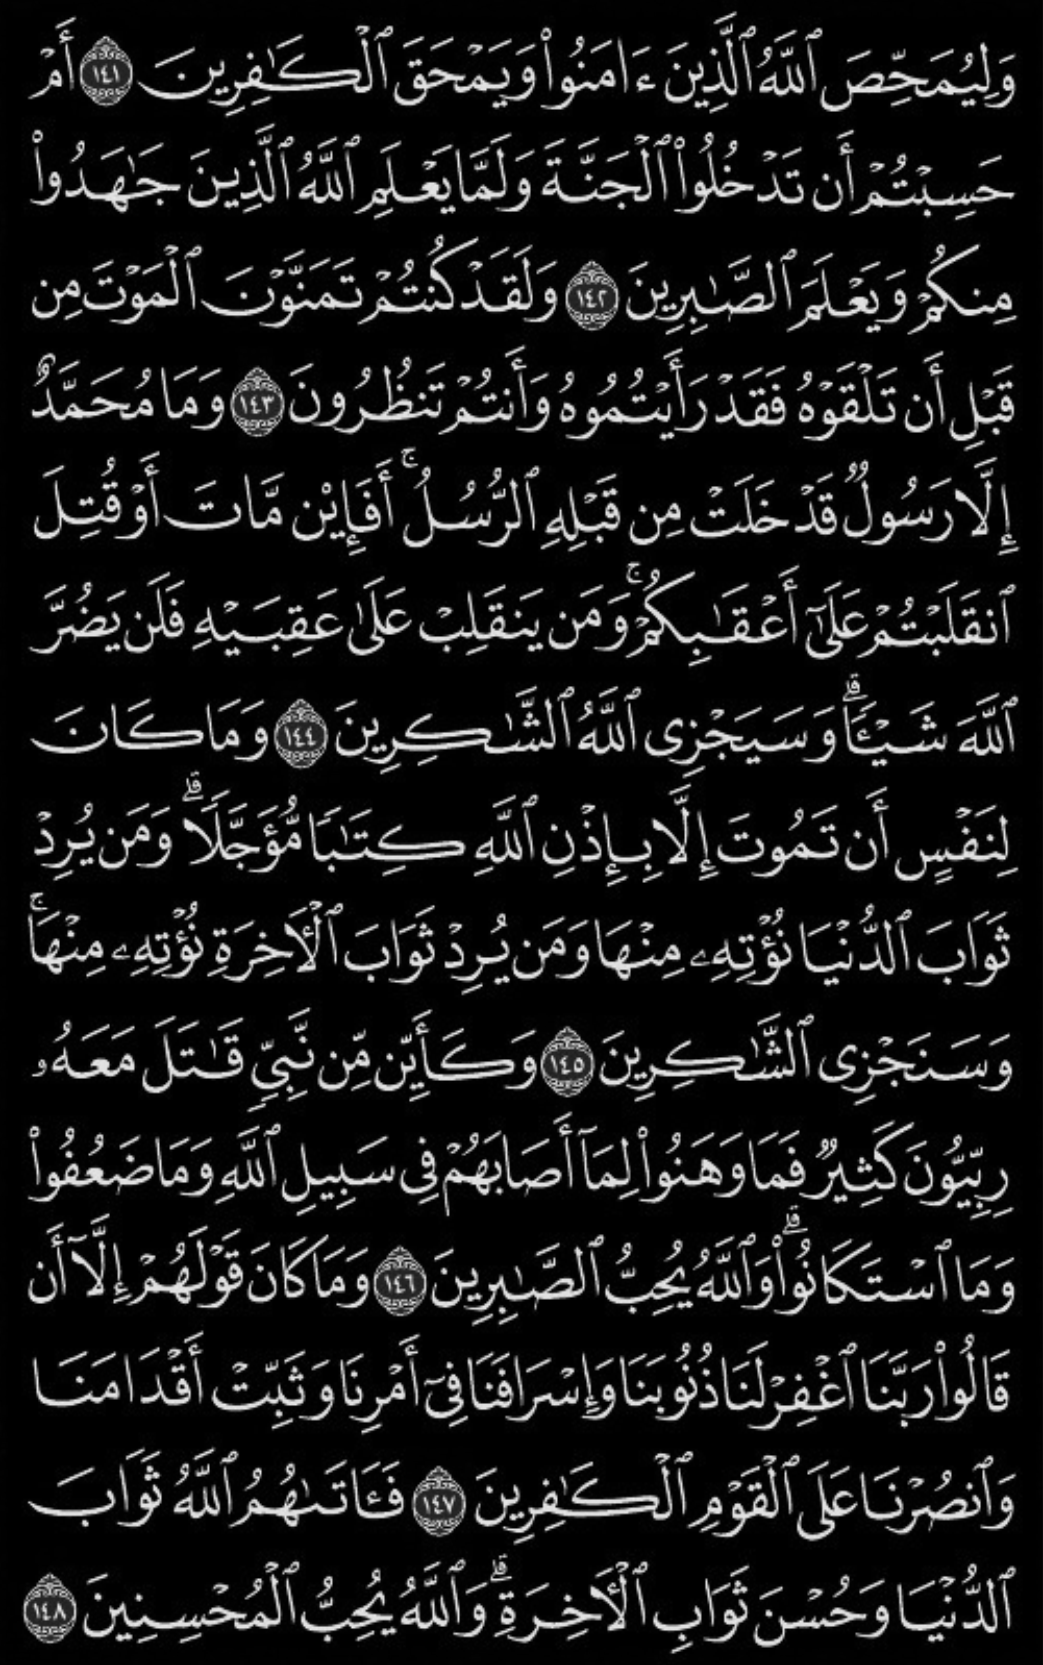 وَلِيُمَحِّصَ ٱللَّهُ ٱلَّذِينَ ءَامَنُوا۟ وَيَمْحَقَ ٱلْكَـٰفِرِينَ ١٤١ أَمْ
حَسِبْتُمْ أَن تَدْخُلُوا۟ ٱلْجَنَّةَ وَلَمَّا يَعْلَمِ ٱللَّهُ ٱلَّذِينَ جَـٰهَدُوا۟
مِنكُمْ وَيَعْلَمَ ٱلصَّـٰبِرِينَ ١٤٢ وَلَقَدْ كُنتُمْ تَمَنَّوْنَ ٱلْمَوْتَ مِن
قَبْلِ أَن تَلْقَوْهُ فَقَدْ رَأَيْتُمُوهُ وَأَنتُمْ تَنظُرُونَ ١٤٣ وَمَا مُحَمَّدٌ
إِلَّا رَسُولٌ قَدْ خَلَتْ مِن قَبْلِهِ ٱلرُّسُلُ ۚ أَفَإِي۟ن مَّاتَ أَوْ قُتِلَ
ٱنقَلَبْتُمْ عَلَىٰٓ أَعْقَـٰبِكُمْ ۚ وَمَن يَنقَلِبْ عَلَىٰ عَقِبَيْهِ فَلَن يَضُرَّ
ٱللَّهَ شَيْـًٔا ۗ وَسَيَجْزِى ٱللَّهُ ٱلشَّـٰكِرِينَ ١٤٤ وَمَا كَانَ
لِنَفْسٍ أَن تَمُوتَ إِلَّا بِإِذْنِ ٱللَّهِ كِتَـٰبًا مُّؤَجَّلًا ۗ وَمَن يُرِدْ
ثَوَابَ ٱلدُّنْيَا نُؤْتِهِۦ مِنْهَا وَمَن يُرِدْ ثَوَابَ ٱلْـَٔاخِرَةِ نُؤْتِهِۦ مِنْهَا ۚ
وَسَنَجْزِى ٱلشَّـٰكِرِينَ ١٤٥ وَكَأَيِّن مِّن نَّبِىٍّ قَـٰتَلَ مَعَهُۥ
رِبِّيُّونَ كَثِيرٌ فَمَا وَهَنُوا۟ لِمَآ أَصَابَهُمْ فِى سَبِيلِ ٱللَّهِ وَمَا ضَعُفُوا۟
وَمَا ٱسْتَكَانُوا۟ ۗ وَٱللَّهُ يُحِبُّ ٱلصَّـٰبِرِينَ ١٤٦ وَمَا كَانَ قَوْلَهُمْ إِلَّآ أَن
قَالُوا۟ رَبَّنَا ٱغْفِرْ لَنَا ذُنُوبَنَا وَإِسْرَافَنَا فِىٓ أَمْرِنَا وَثَبِّتْ أَقْدَامَنَا
وَٱنصُرْنَا عَلَى ٱلْقَوْمِ ٱلْكَـٰفِرِينَ ١٤٧ فَـَٔاتَىٰهُمُ ٱللَّهُ ثَوَابَ
ٱلدُّنْيَا وَحُسْنَ ثَوَابِ ٱلْـَٔاخِرَةِ ۗ وَٱللَّهُ يُحِبُّ ٱلْمُحْسِنِينَ ١٤٨